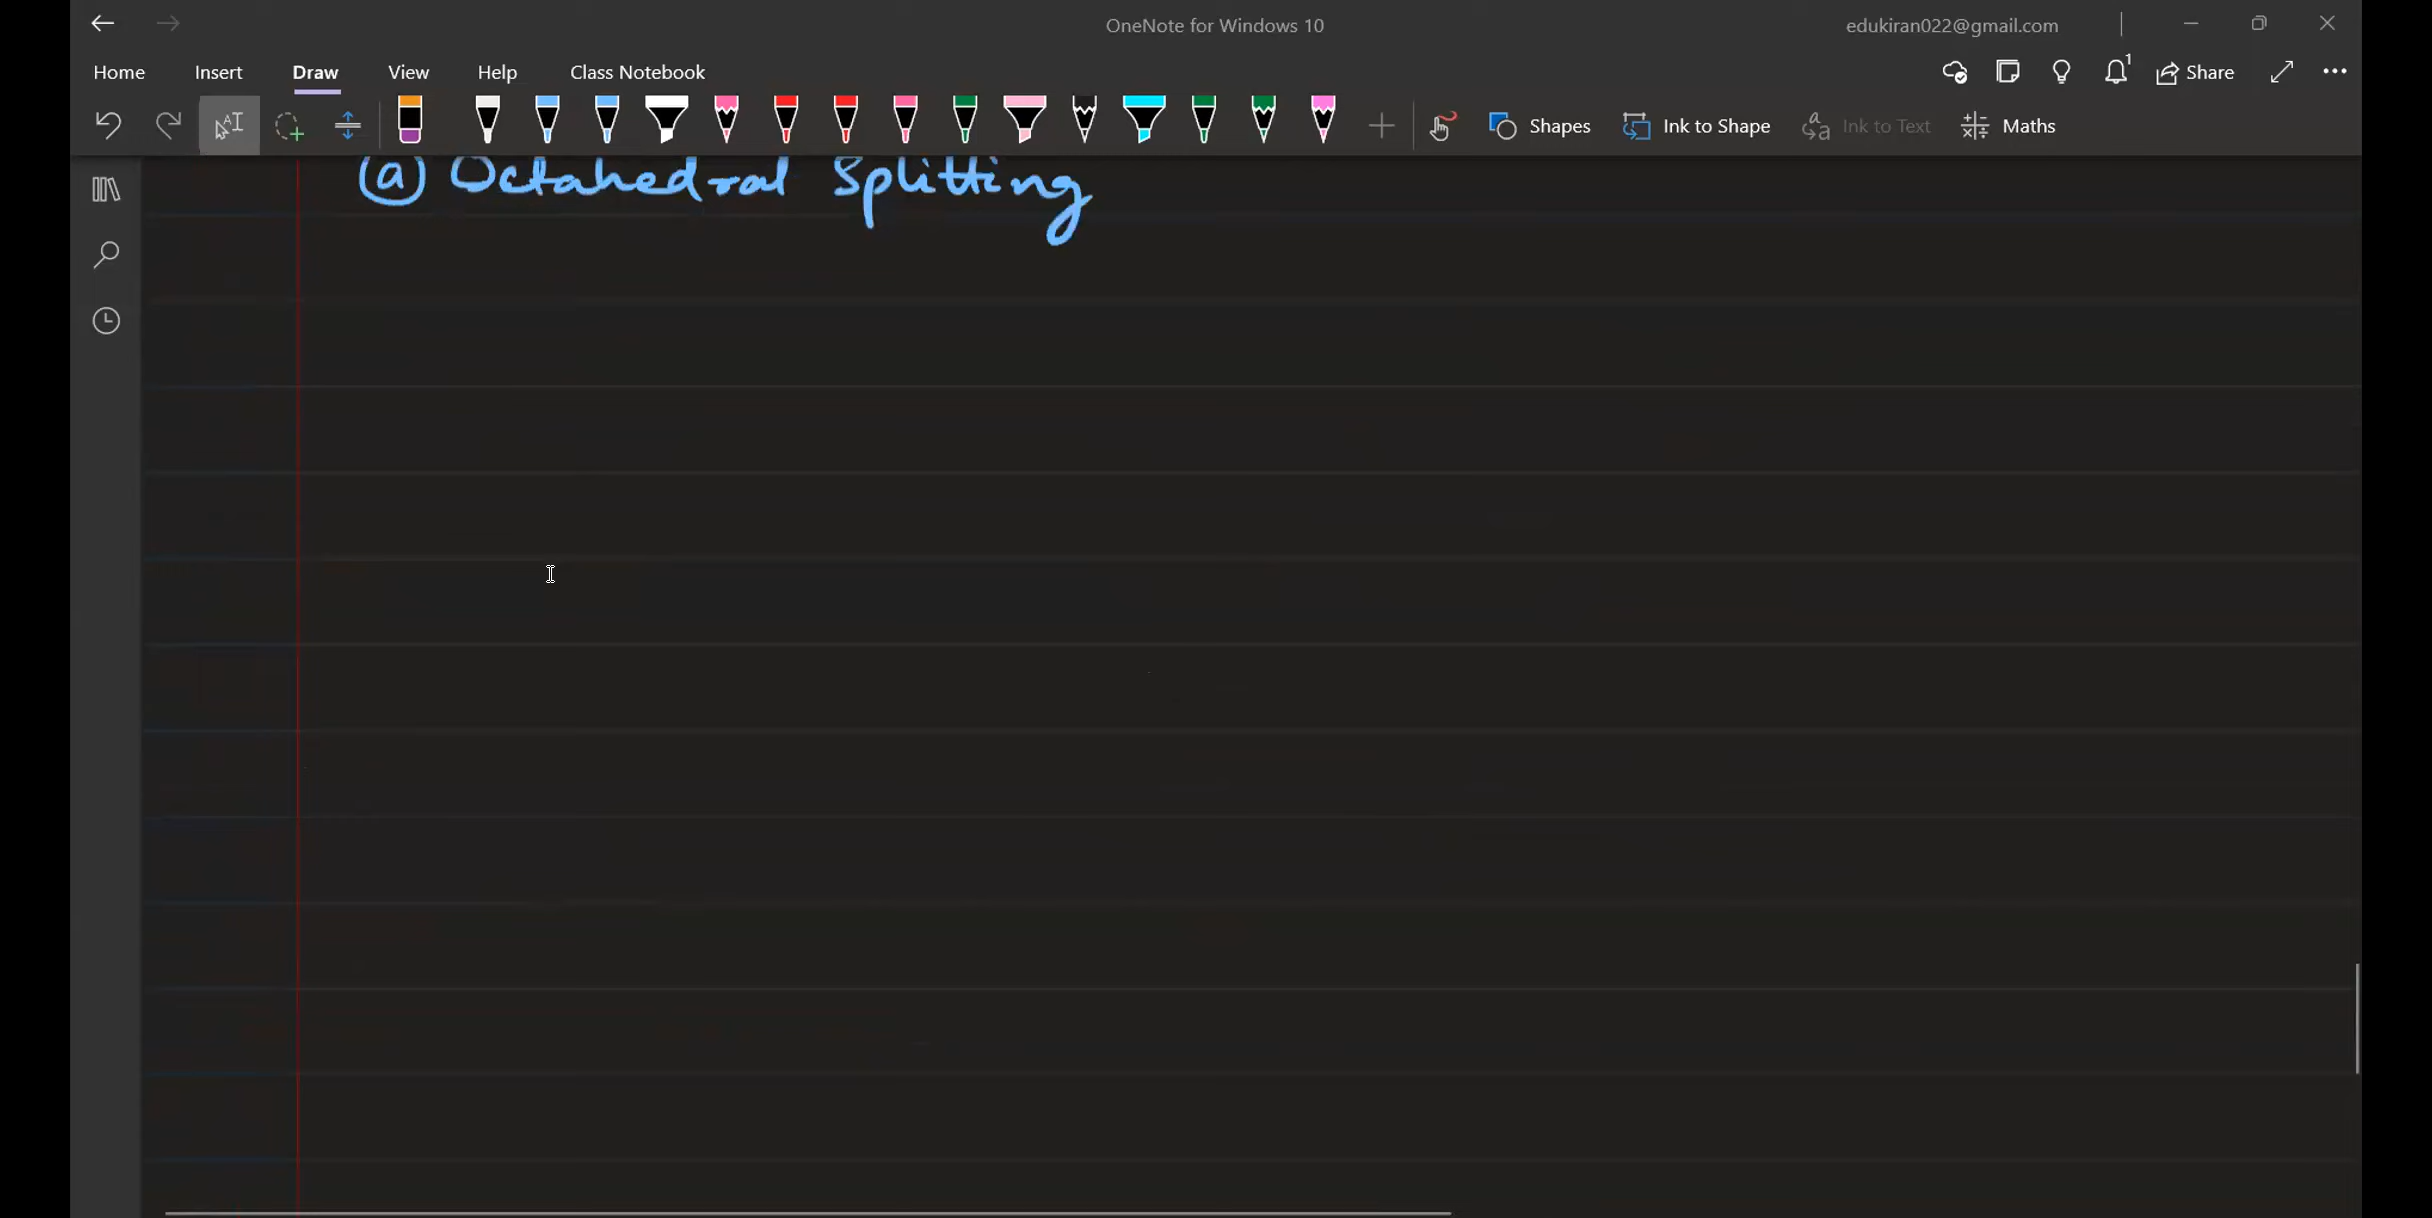 OneNote for Windows 10
edukiran022@gmail.com
Home Insert Draw View Help Class Notebook
1
Share
Shapes Ink to Shape Ink to Text Maths
(a) Octahedral Splitting